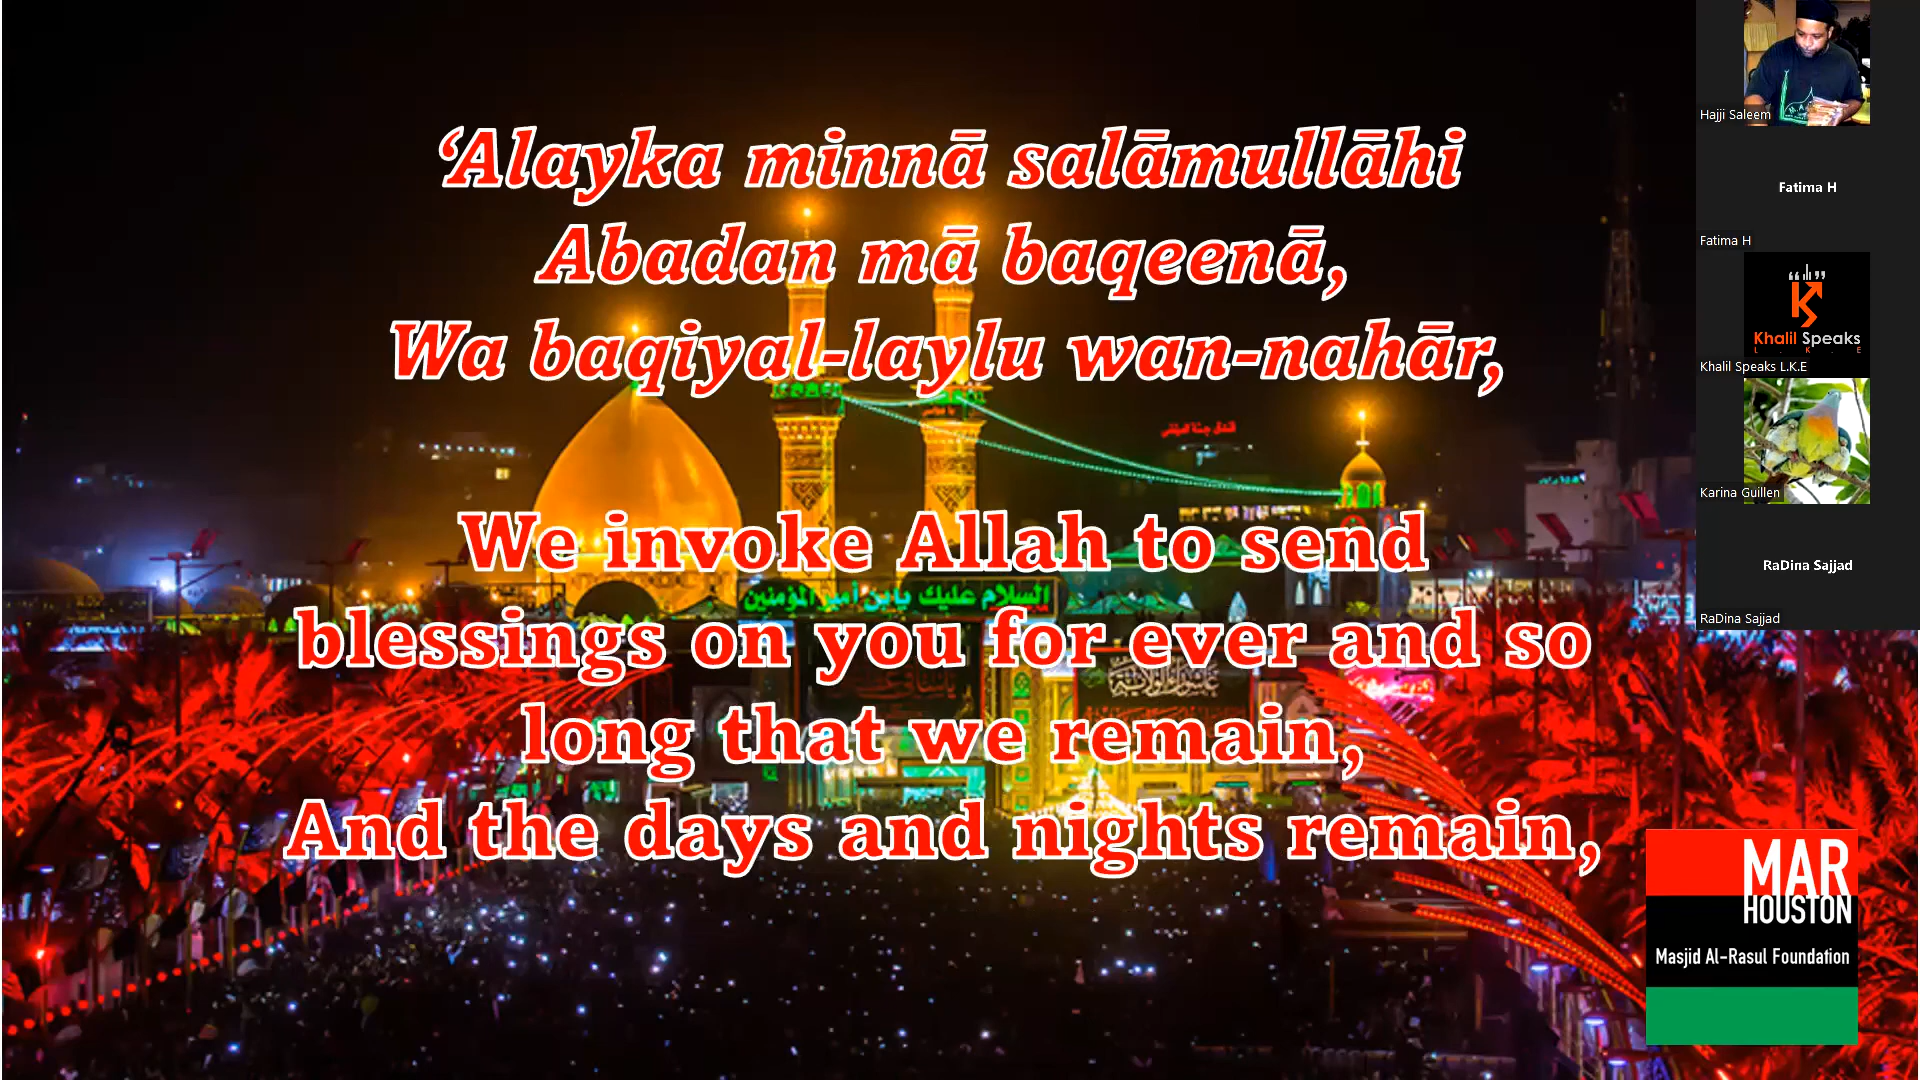 ‘Alayka minnā salāmullāhi
Abadan mā baqeenā,
Wa baqiyal-laylu wan-nahār,
We invoke Allah to send
blessings on you for ever and so
long that we remain,
And the days and nights remain,
السلام عليك يابن أمير المؤمنين
Hajji Saleem
Fatima H
Fatima H
Khalil Speaks
L . K . E
Khalil Speaks L.K.E
Karina Guillen
RaDina Sajjad
RaDina Sajjad
MAR
HOUSTON
Masjid Al-Rasul Foundation